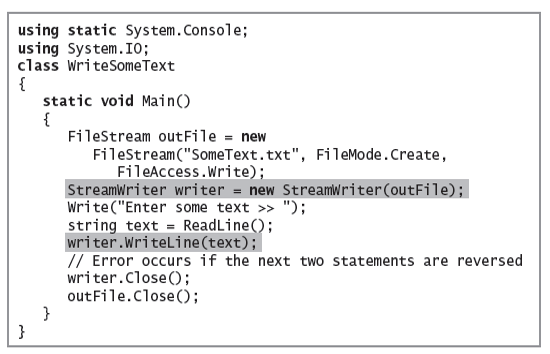 using static System.Console;
using System.IO;
class WriteSomeText
{
static void Main()
{
FileStream outFile = new
FileStream("SomeText.txt", FileMode.Create,
FileAccess.Write);
StreamWriter writer = new StreamWriter(outFile);
Write("Enter some text >> ");
string text = ReadLine();
writer.WriteLine(text);
// Error occurs if the next two statements are reversed
writer.Close();
outFile.Close();
}
}